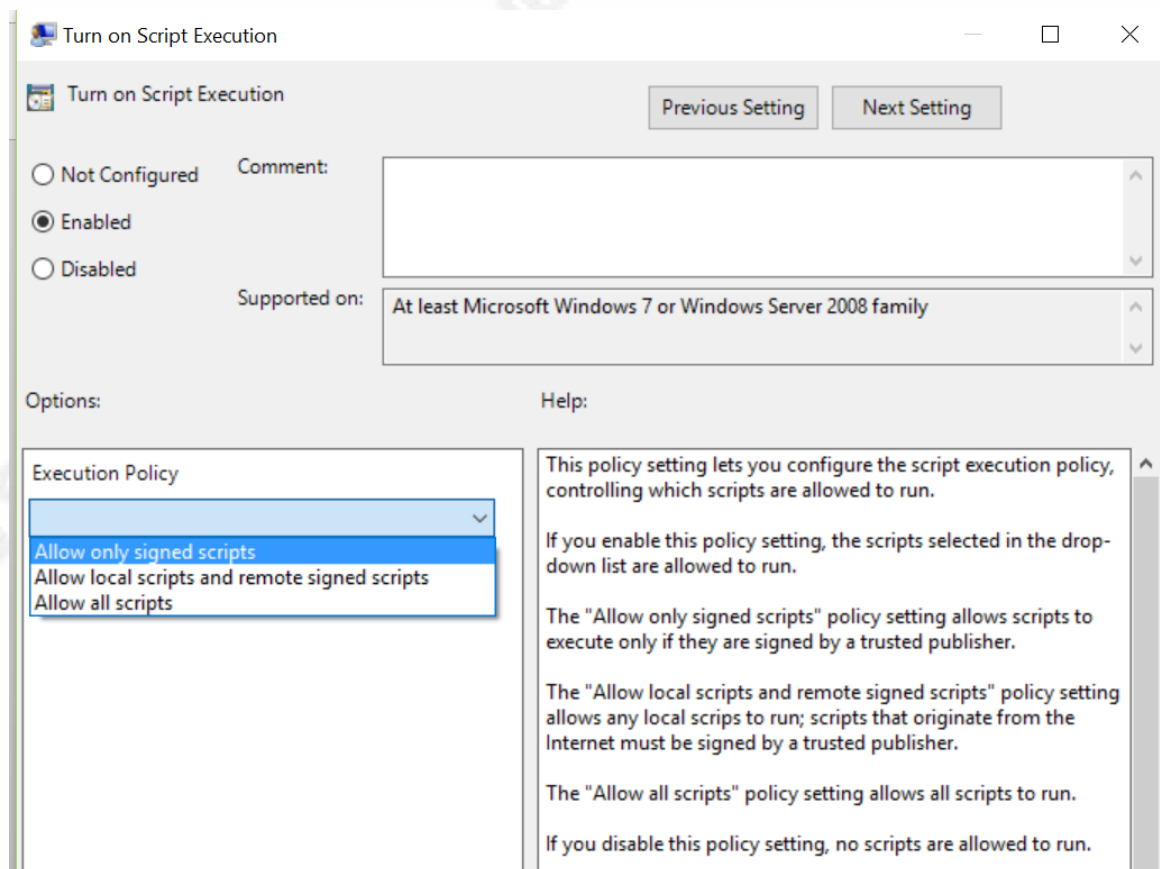 Turn on Script Execution
Turn on Script Execution
Previous Setting
Next Setting
Not Configured
Comment:
Enabled
Disabled
Supported on:
At least Microsoft Windows 7 or Windows Server 2008 family
Options:
Help:
Execution Policy
Allow only signed scripts
Allow local scripts and remote signed scripts
Allow all scripts
This policy setting lets you configure the script execution policy,
controlling which scripts are allowed to run.
If you enable this policy setting, the scripts selected in the drop-
down list are allowed to run.
The "Allow only signed scripts" policy setting allows scripts to
execute only if they are signed by a trusted publisher.
The "Allow local scripts and remote signed scripts" policy setting
allows any local scrips to run; scripts that originate from the
Internet must be signed by a trusted publisher.
The "Allow all scripts" policy setting allows all scripts to run.
If you disable this policy setting, no scripts are allowed to run.